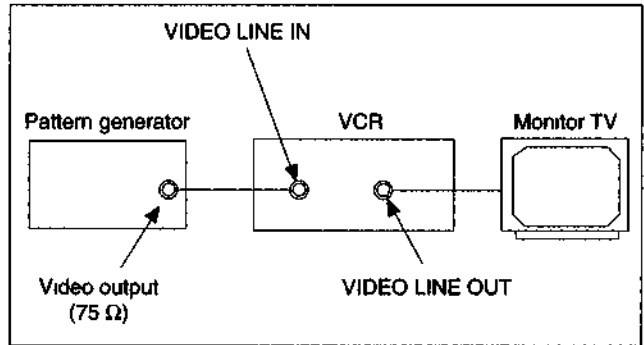 VIDEO LINE IN
Pattern generator
VCR
Monitor TV
Video output
(75 Ω)
VIDEO LINE OUT